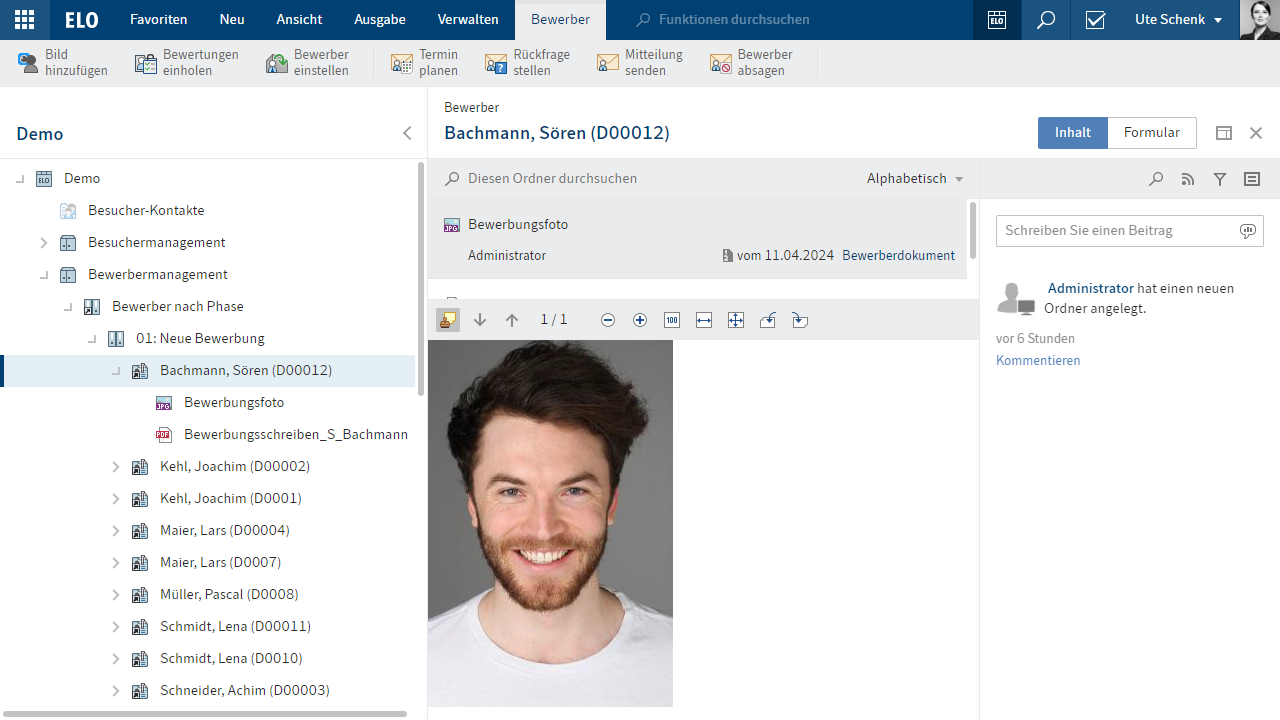 ELO
Favoriten
Neu
Ansicht
Ausgabe
Verwalten
Bewerber
Funktionen durchsuchen
ELO
Ute Schenk
Bild
hinzufügen
Bewertungen
einholen
Bewerber
einstellen
Termin
planen
Rückfrage
stellen
Mitteilung
senden
Bewerber
absagen
Demo
Bewerber
Bachmann, Sören (D00012)
Inhalt
Formular
Demo
Besucher-Kontakte
Besuchermanagement
Bewerbermanagement
Bewerber nach Phase
01: Neue Bewerbung
Bachmann, Sören (D00012)
Bewerbungsfoto
Bewerbungsschreiben_S_Bachmann
Kehl, Joachim (D00002)
Kehl, Joachim (D0001)
Maier, Lars (D00004)
Maier, Lars (D0007)
Müller, Pascal (D0008)
Schmidt, Lena (D00011)
Schmidt, Lena (D0010)
Schneider, Achim (D00003)
Diesen Ordner durchsuchen
Alphabetisch
JPG
Bewerbungsfoto
Administrator
vom 11.04.2024
Bewerberdokument
1 / 1
100
Schreiben Sie einen Beitrag
Administrator hat einen neuen
Ordner angelegt.
vor 6 Stunden
Kommentieren